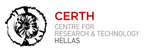 CERTH
CENTRE FOR
RESEARCH & TECHNOLOGY
HELLAS